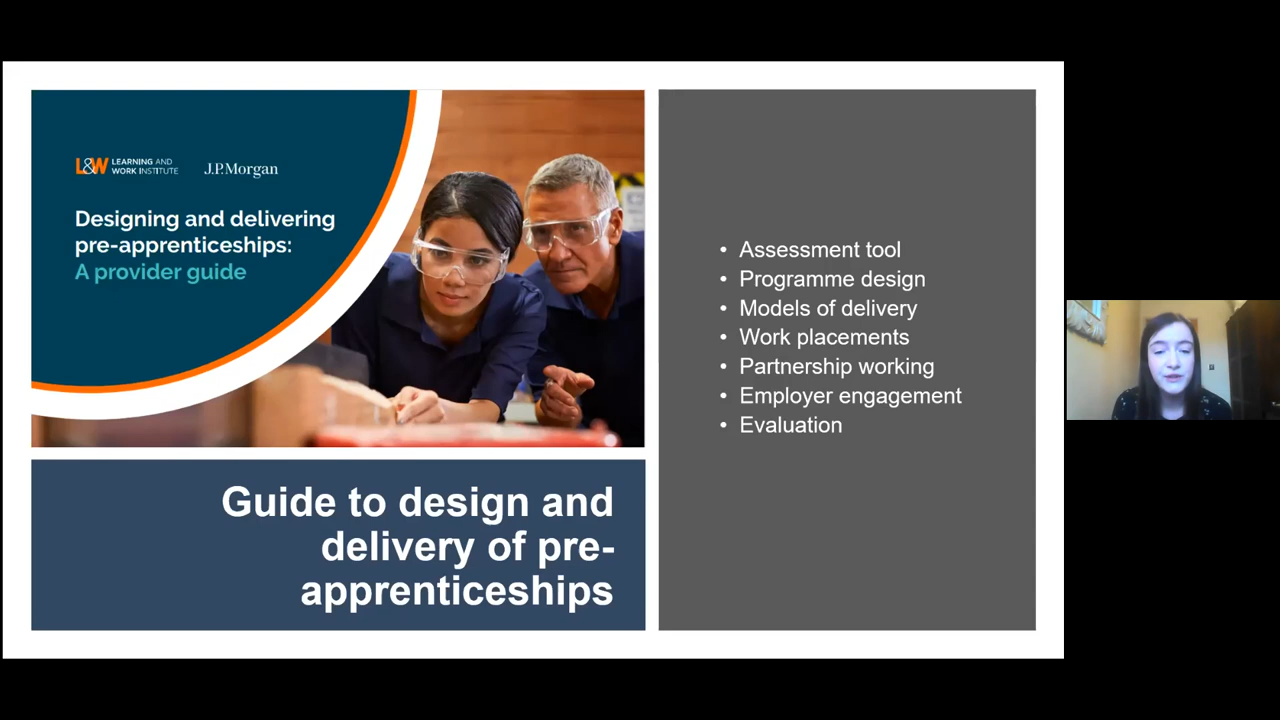 L&W LEARNING AND
WORK INSTITUTE
J.P.Morgan
Designing and delivering
pre-apprenticeships:
A provider guide
Guide to design and
delivery of pre-
apprenticeships
• Assessment tool
• Programme design
• Models of delivery
• Work placements
• Partnership working
• Employer engagement
• Evaluation